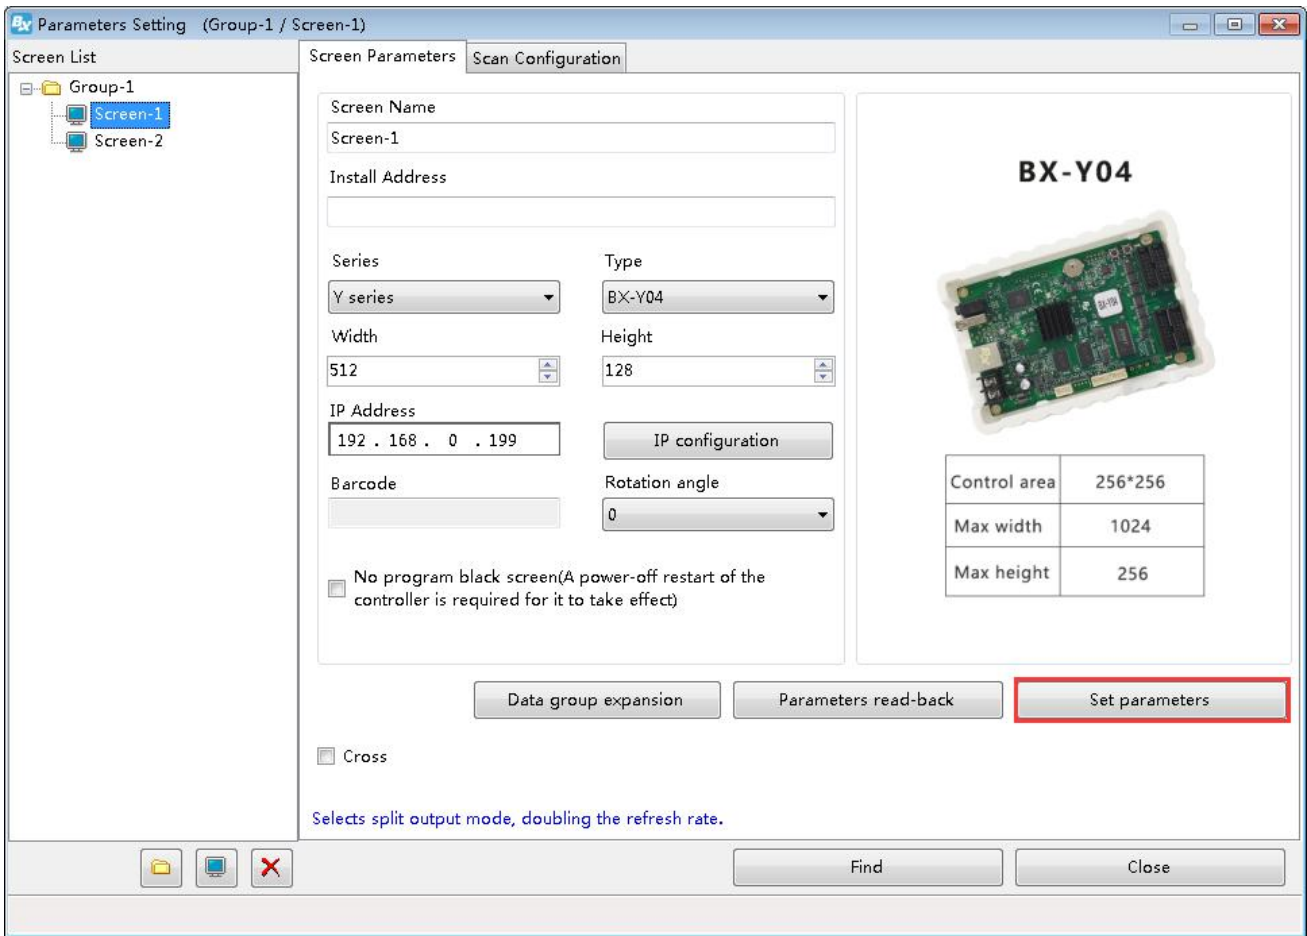 BX Parameters Setting (Group-1 / Screen-1)
Screen List
Group-1
Screen-1
Screen-2
Screen Parameters
Scan Configuration
Screen Name
Screen-1
Install Address
Series
Type
Y series
BX-Y04
Width
Height
512
128
IP Address
192 . 168 . 0 . 199
IP configuration
Barcode
Rotation angle
0
No program black screen(A power-off restart of the
controller is required for it to take effect)
BX-Y04
BX-Y04
Control area 256*256
Max width 1024
Max height 256
Data group expansion
Parameters read-back
Set parameters
Cross
Selects split output mode, doubling the refresh rate.
Find
Close